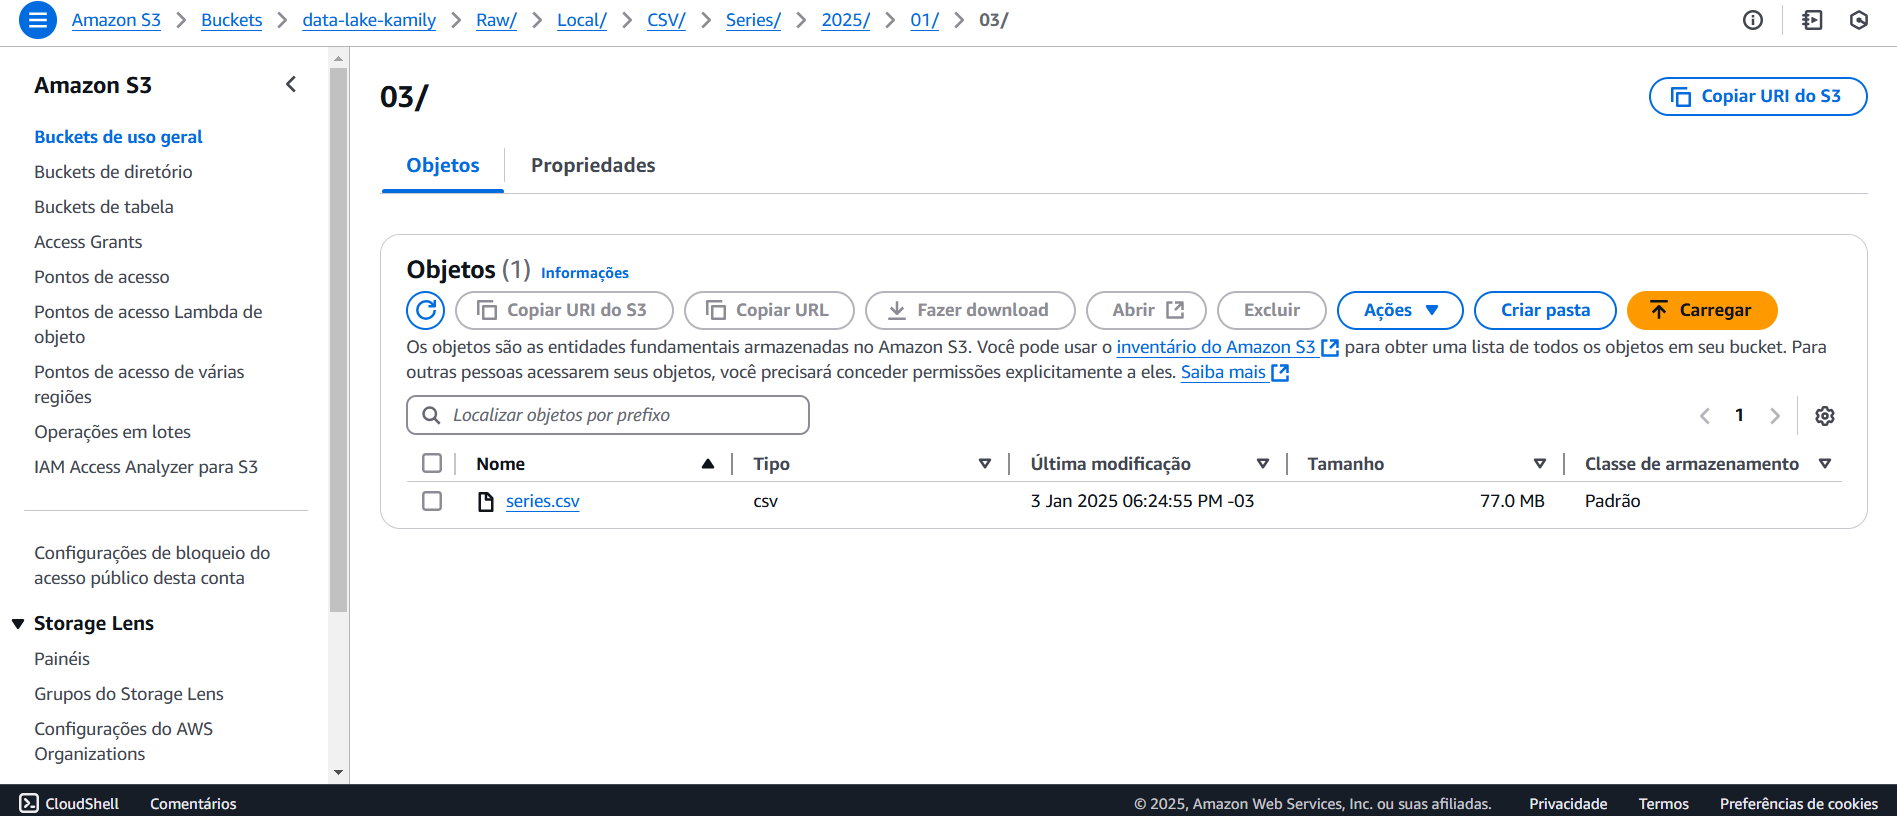 Amazon S3 Buckets data-lake-kamily Raw/ Local/ CSV/ Series/ 2025/ 01/ 03/
Amazon S3
Buckets de uso geral
Buckets de diretório
Buckets de tabela
Access Grants
Pontos de acesso
Pontos de acesso Lambda de
objeto
Pontos de acesso de várias
regiões
Operações em lotes
IAM Access Analyzer para S3
Configurações de bloqueio do
acesso público desta conta
Storage Lens
Painéis
Grupos do Storage Lens
Configurações do AWS
Organizations
03/
Copiar URI do S3
Objetos Propriedades
Objetos (1) Informações
Copiar URI do S3 Copiar URL Fazer download Abrir Excluir Ações Criar pasta Carregar
Os objetos são as entidades fundamentais armazenadas no Amazon S3. Você pode usar o inventário do Amazon S3 para obter uma lista de todos os objetos em seu bucket. Para
outras pessoas acessarem seus objetos, você precisará conceder permissões explicitamente a eles. Saiba mais
Localizar objetos por prefixo
1
Nome Tipo Última modificação Tamanho Classe de armazenamento
series.csv csv 3 Jan 2025 06:24:55 PM -03 77.0 MB Padrão
CloudShell Comentários © 2025, Amazon Web Services, Inc. ou suas afiliadas. Privacidade Termos Preferências de cookies